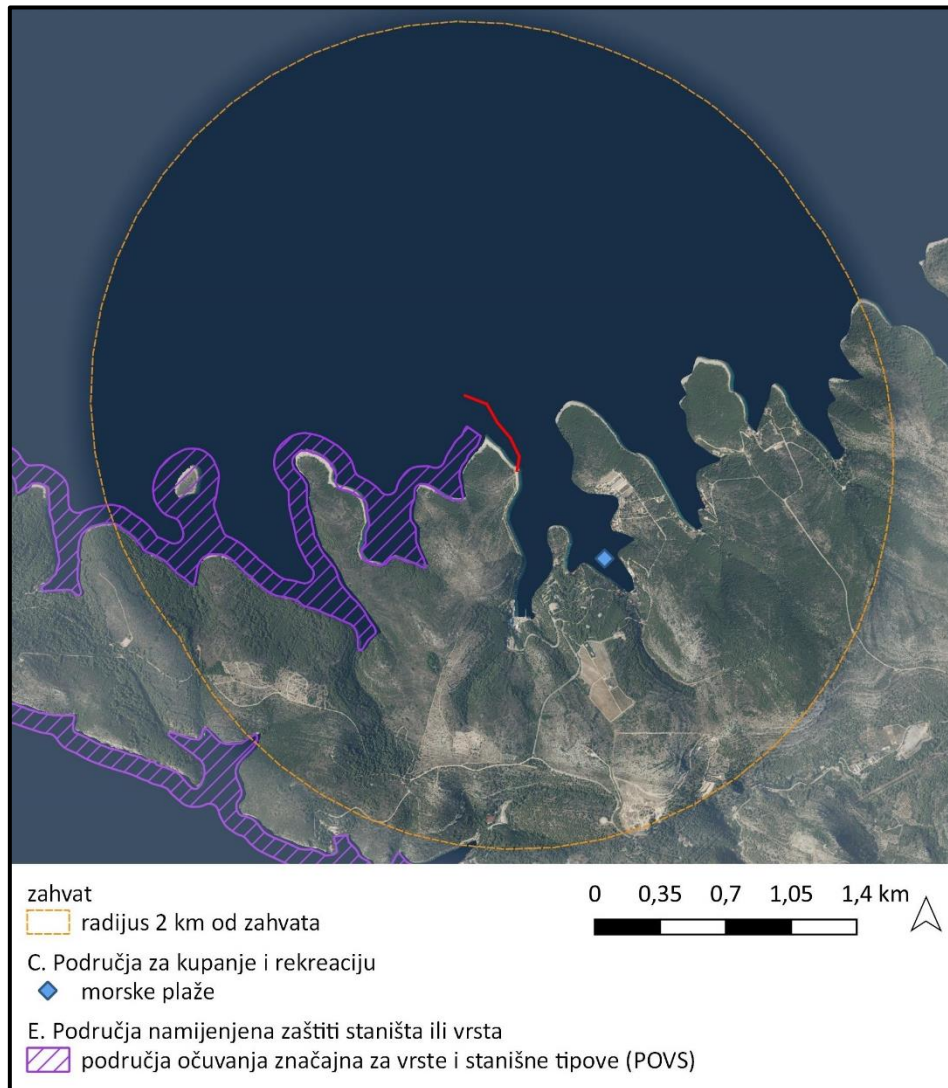 zahvat
radijus 2 km od zahvata
0 0,35 0,7 1,05 1,4 km
C. Područja za kupanje i rekreaciju
morske plaže
E. Područja namijenjena zaštiti staništa ili vrsta
područja očuvanja značajna za vrste i stanišne tipove (POVS)